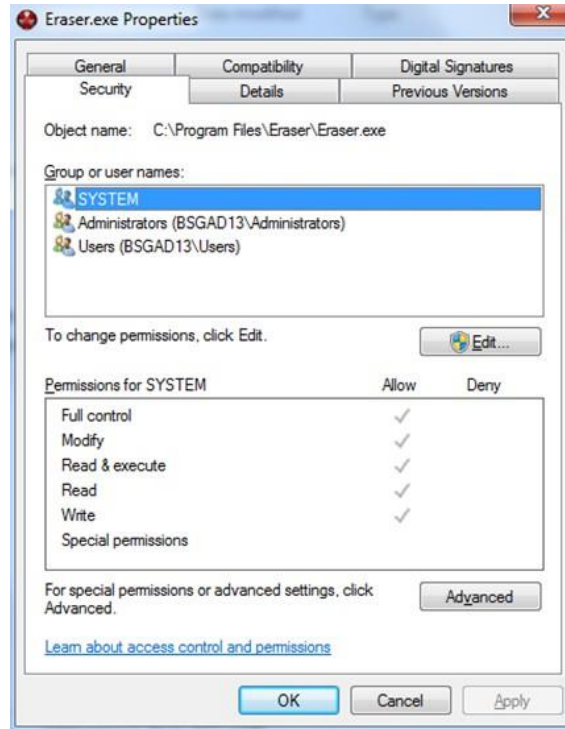 Eraser.exe Properties
General Compatibility Digital Signatures
Security Details Previous Versions
Object name: C:\Program Files\Eraser\Eraser.exe
Group or user names:
SYSTEM
Administrators (BSGAD13\Administrators)
Users (BSGAD13\Users)
To change permissions, click Edit. Edit...
Permissions for SYSTEM Allow Deny
Full control
Modify
Read & execute
Read
Write
Special permissions
For special permissions or advanced settings, click
Advanced. Advanced
Learn about access control and permissions
OK Cancel Apply